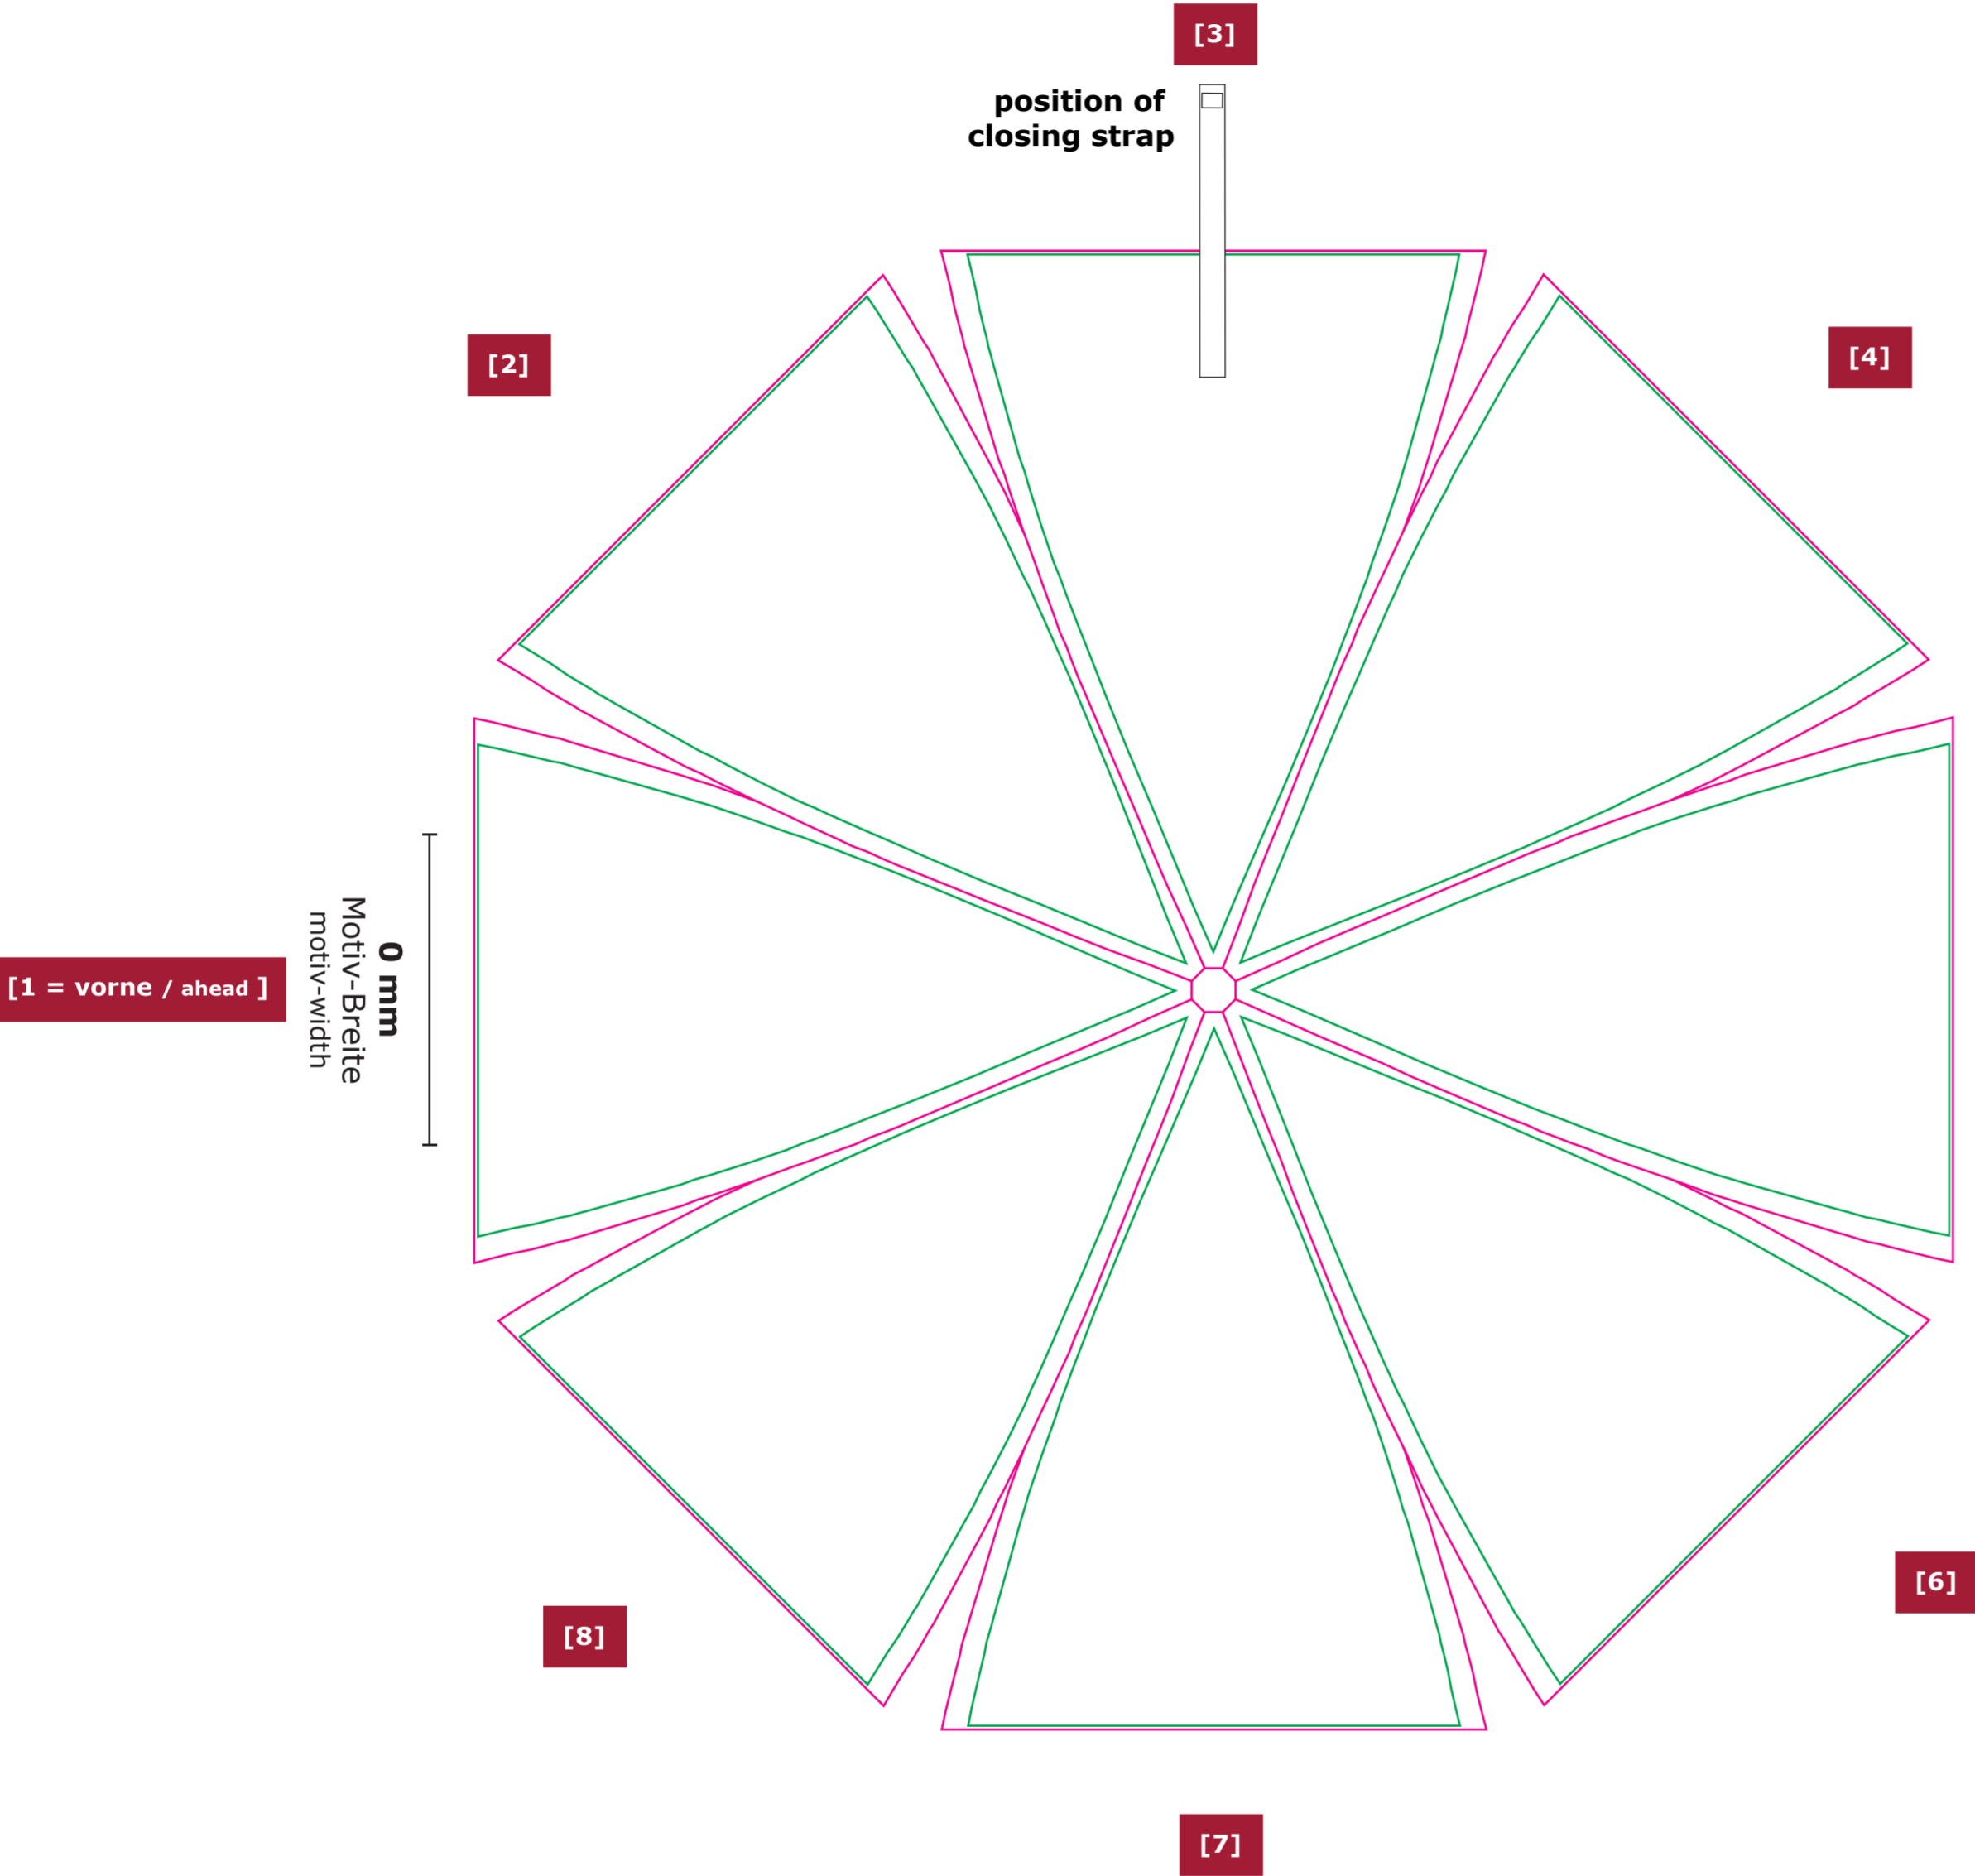 [3]
position of
closing strap
[2]
[4]
[1 = vorne / ahead ]
0 mm
Motiv-Breite
motiv-width
[6]
[8]
[7]